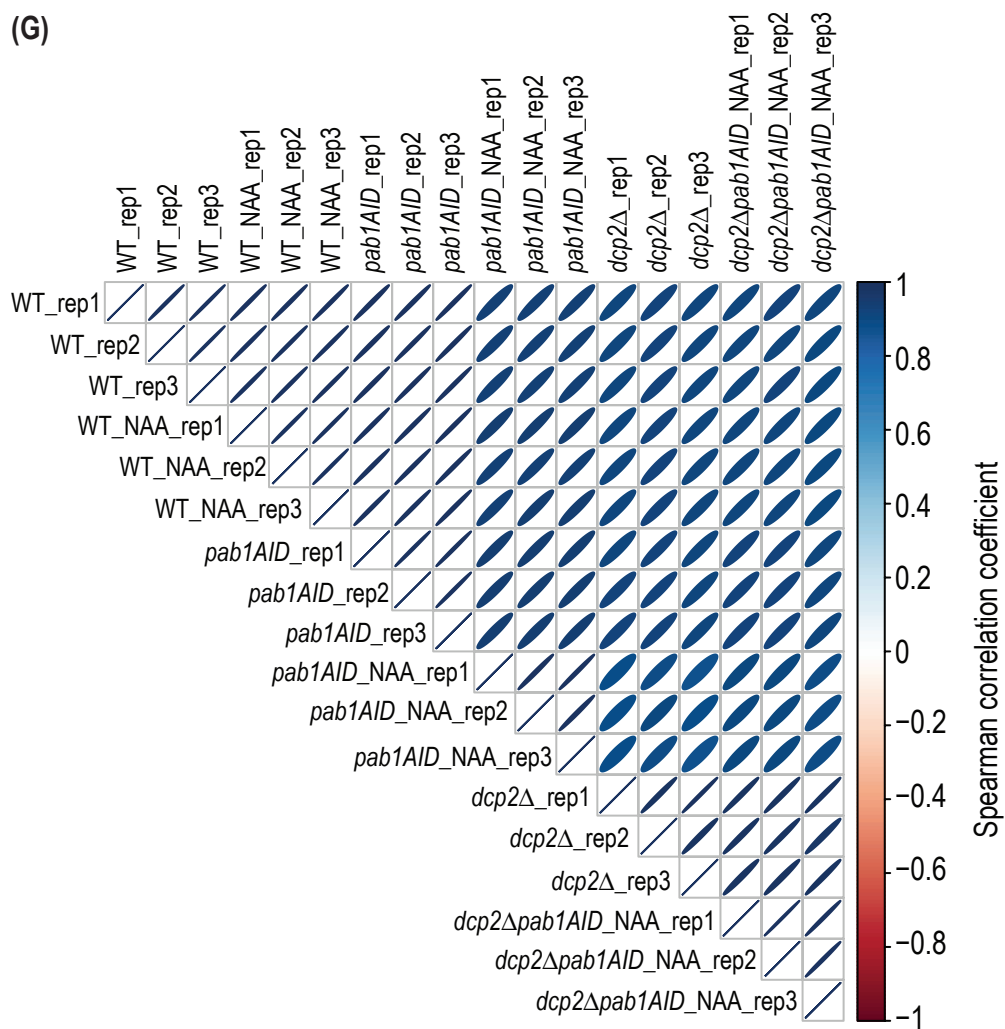 (G)
WT_rep1
WT_rep2
WT_rep3
WT_NAA_rep1
WT_NAA_rep2
WT_NAA_rep3
pab1AID_rep1
pab1AID_rep2
pab1AID_rep3
pab1AID_NAA_rep1
pab1AID_NAA_rep2
pab1AID_NAA_rep3
dcp2Δ_rep1
dcp2Δ_rep2
dcp2Δ_rep3
dcp2Δpab1AID_NAA_rep1
dcp2Δpab1AID_NAA_rep2
dcp2Δpab1AID_NAA_rep3
WT_rep1
WT_rep2
WT_rep3
WT_NAA_rep1
WT_NAA_rep2
WT_NAA_rep3
pab1AID_rep1
pab1AID_rep2
pab1AID_rep3
pab1AID_NAA_rep1
pab1AID_NAA_rep2
pab1AID_NAA_rep3
dcp2Δ_rep1
dcp2Δ_rep2
dcp2Δ_rep3
dcp2Δpab1AID_NAA_rep1
dcp2Δpab1AID_NAA_rep2
dcp2Δpab1AID_NAA_rep3
1
0.8
0.6
0.4
0.2
0
−0.2
−0.4
−0.6
−0.8
−1
Spearman correlation coefficient